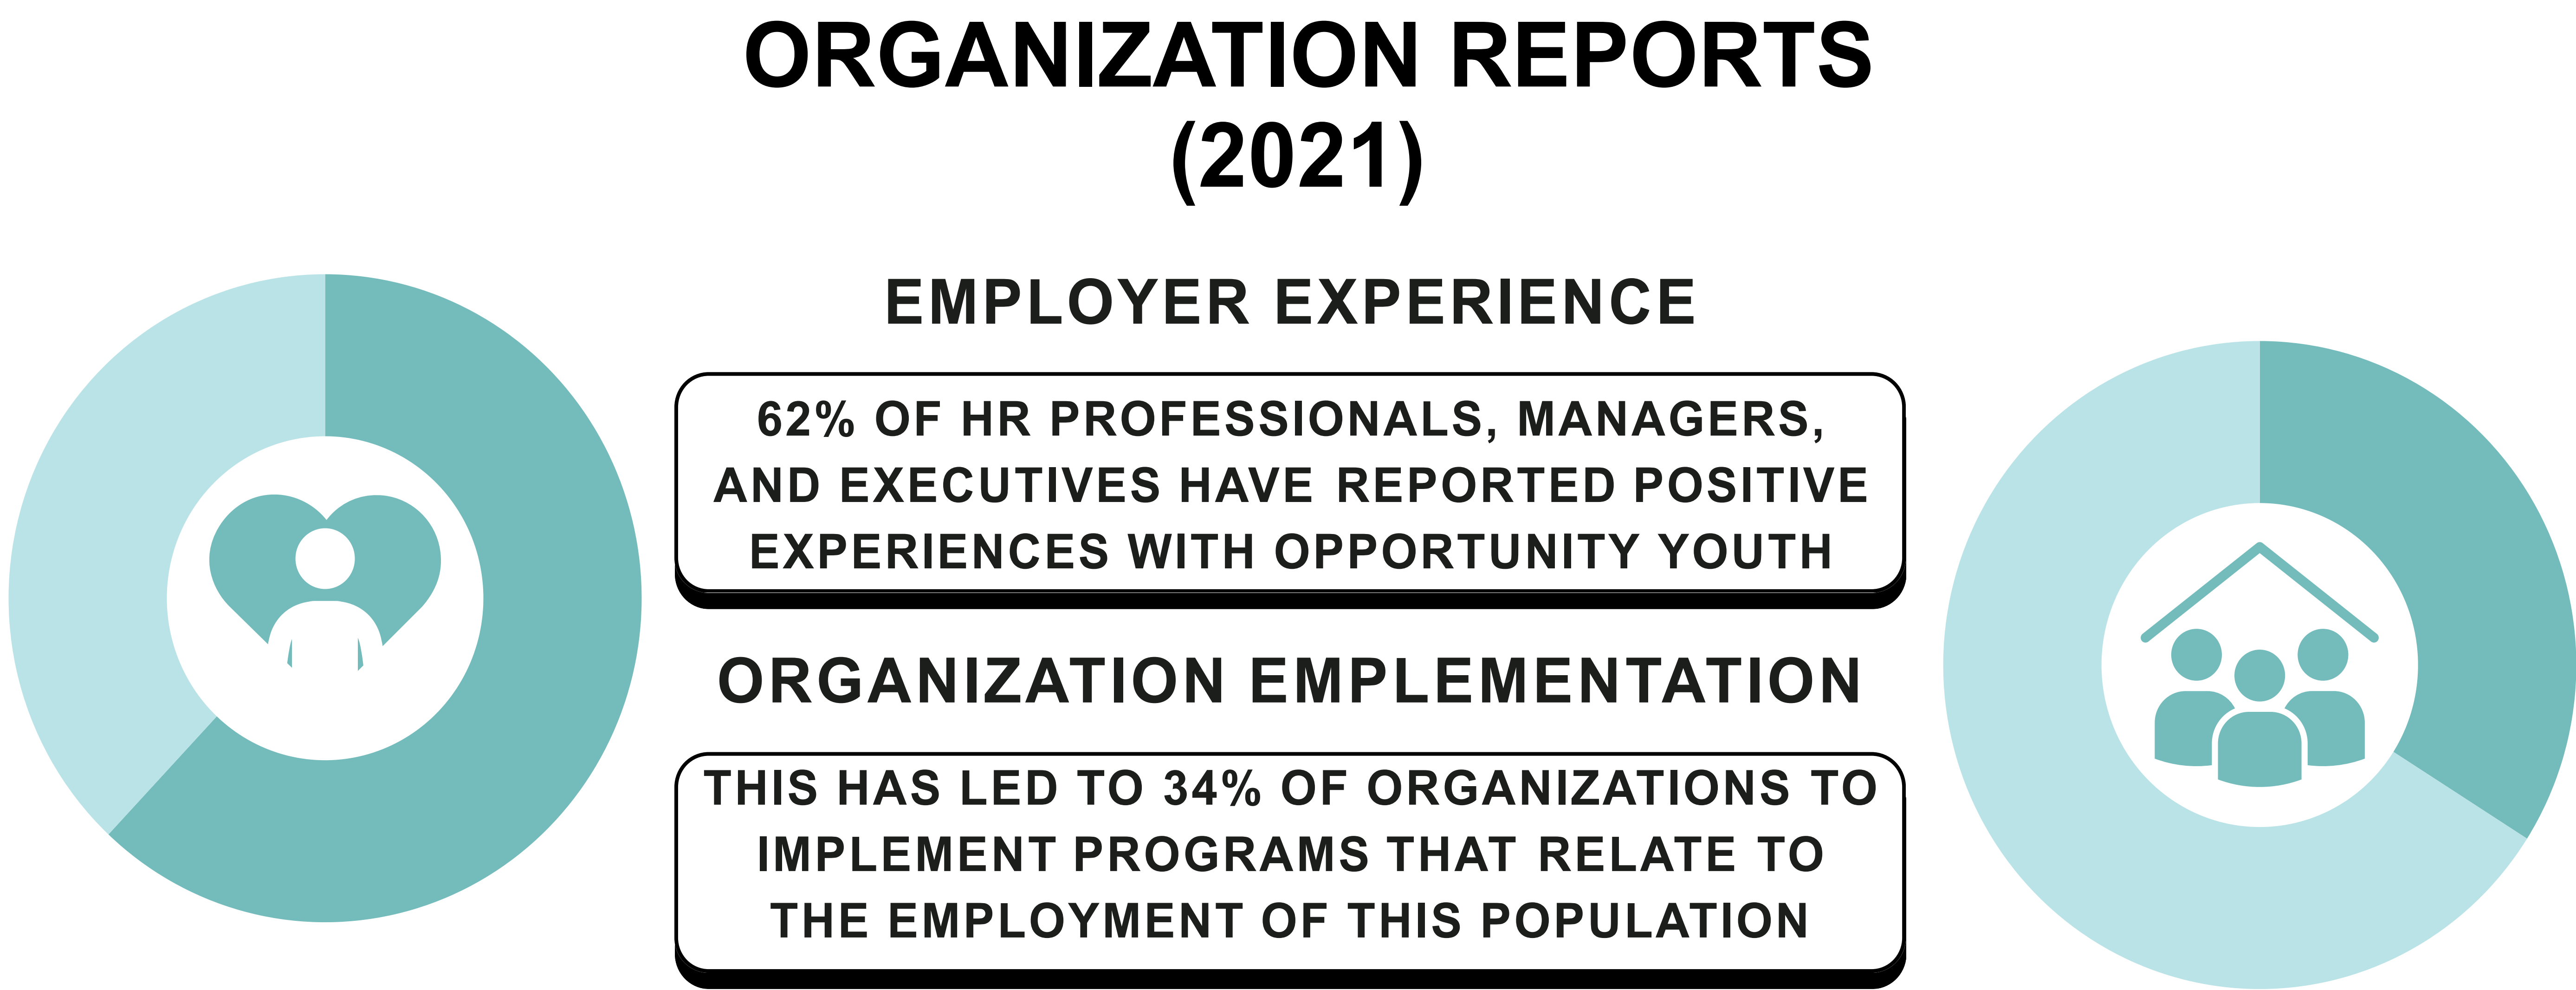 ORGANIZATION REPORTS
(2021)
EMPLOYER EXPERIENCE
62% OF HR PROFESSIONALS, MANAGERS,
AND EXECUTIVES HAVE REPORTED POSITIVE
EXPERIENCES WITH OPPORTUNITY YOUTH
ORGANIZATION EMPLEMENTATION
THIS HAS LED TO 34% OF ORGANIZATIONS TO
IMPLEMENT PROGRAMS THAT RELATE TO
THE EMPLOYMENT OF THIS POPULATION